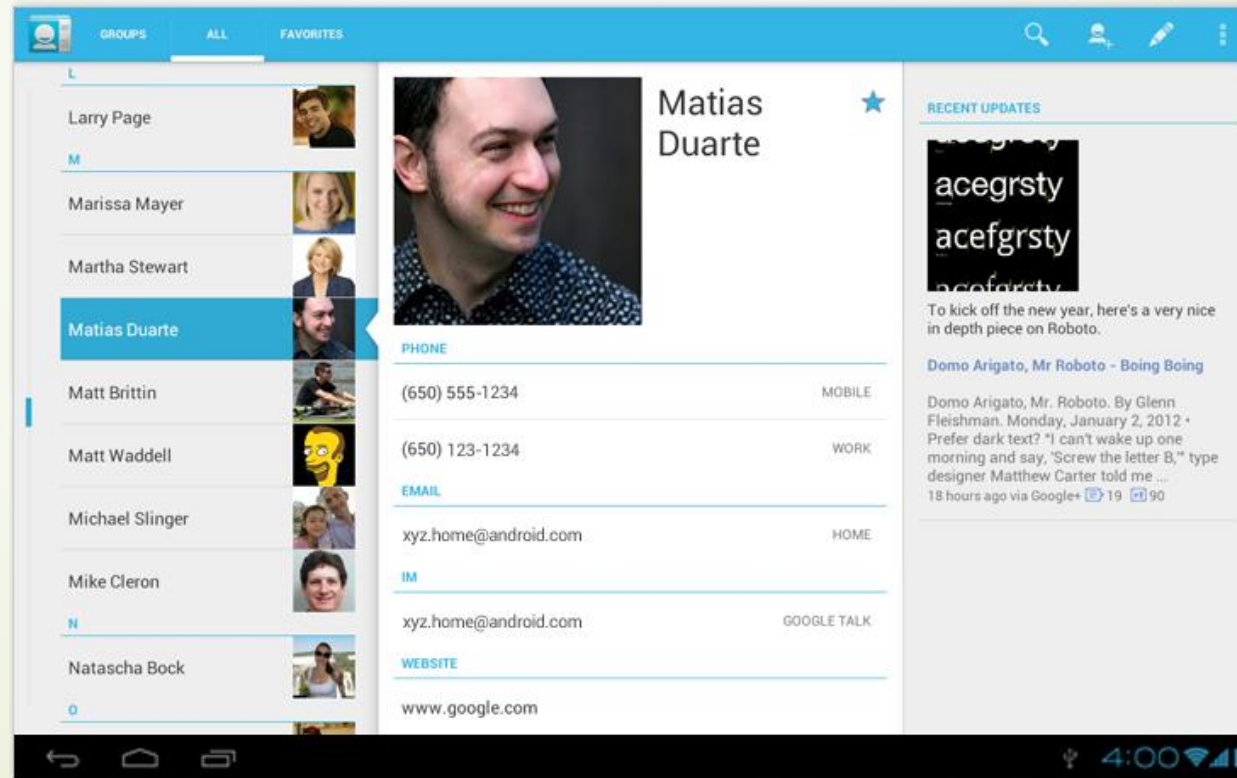 GROUPS
ALL
FAVORITES
L
Larry Page
M
Marissa Mayer
Martha Stewart
Matias Duarte
Matt Brittin
Matt Waddell
Michael Slinger
Mike Cleron
N
Natascha Bock
O
Matias
Duarte
PHONE
(650) 555-1234 MOBILE
(650) 123-1234 WORK
EMAIL
xyz.home@android.com HOME
IM
xyz.home@android.com GOOGLE TALK
WEBSITE
www.google.com
RECENT UPDATES
acegrsty
acefgrsty
To kick off the new year, here's a very nice
in depth piece on Roboto.
Domo Arigato, Mr Roboto - Boing Boing
Domo Arigato, Mr. Roboto. By Glenn
Fleishman. Monday, January 2, 2012 •
Prefer dark text? "I can't wake up one
morning and say, 'Screw the letter B,'" type
designer Matthew Carter told me ...
18 hours ago via Google+ 19 +1 90
4:00